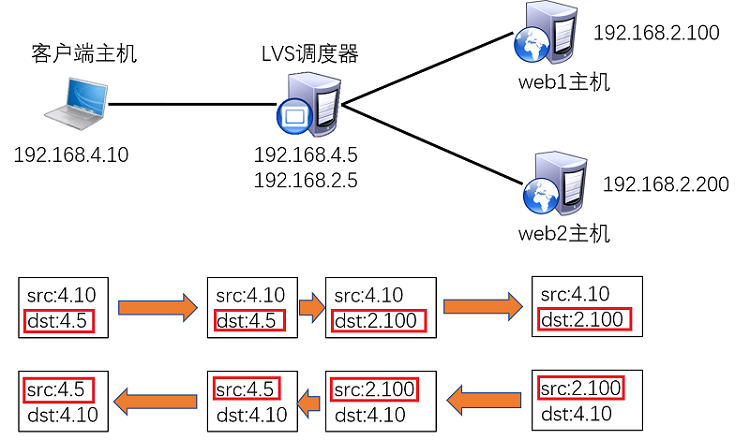 客户端主机
192.168.4.10
LVS调度器
192.168.4.5
192.168.2.5
192.168.2.100
web1主机
192.168.2.200
web2主机
src:4.10
dst:4.5
src:4.10
dst:4.5
src:4.10
dst:2.100
src:4.10
dst:2.100
src:4.5
dst:4.10
src:4.5
dst:4.10
src:2.100
dst:4.10
src:2.100
dst:4.10